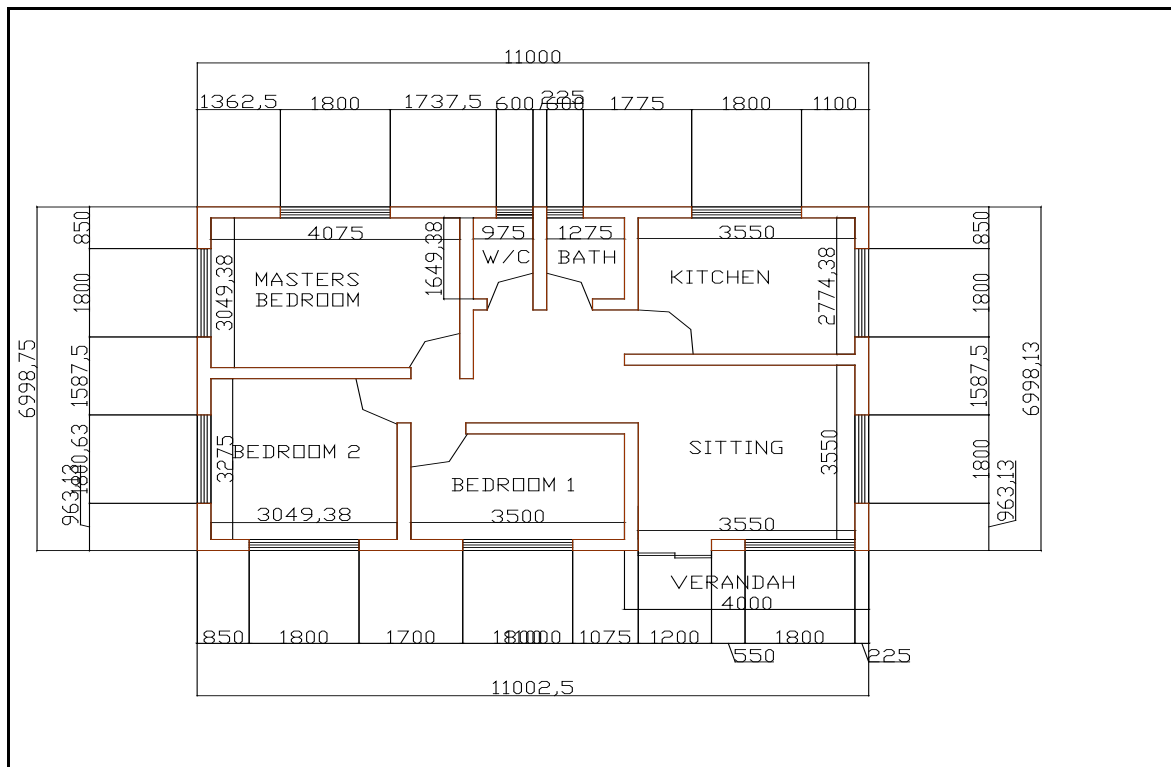 11000
1362,5 1800 1737,5 600 225 600 1775 1800 1100
850 1800 1587,5 1800,63 963,13
6998,75
4075 975 1275 3550
W/C BATH
1649,38
MASTERS
BEDROOM
3049,38
KITCHEN
2774,38
850 1800 1587,5 1800 963,13
6998,13
BEDROOM 2
3275
3049,38
BEDROOM 1
3500
SITTING
3550
3550
VERANDAH
4000
850 1800 1700 1800 1075 1200 1800
550 225
11002,5